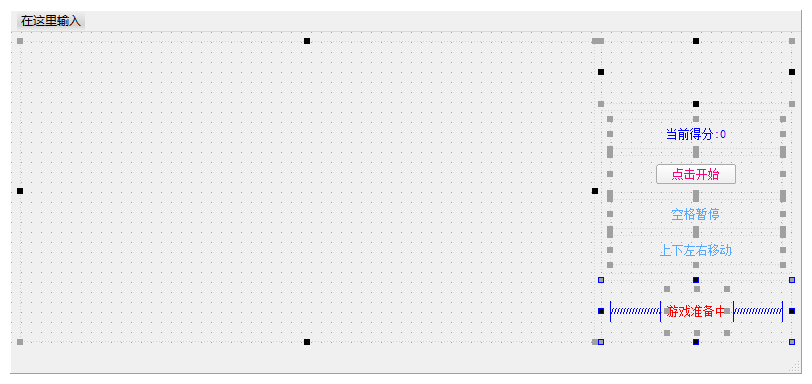 在这里输入
当前得分:0
点击开始
空格暂停
上下左右移动
游戏准备中